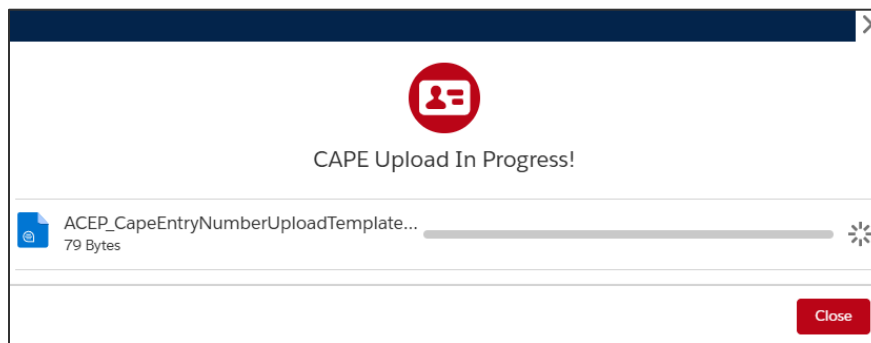 CAPE Upload In Progress!
ACEP_CapeEntryNumberUploadTemplate...
79 Bytes
Close